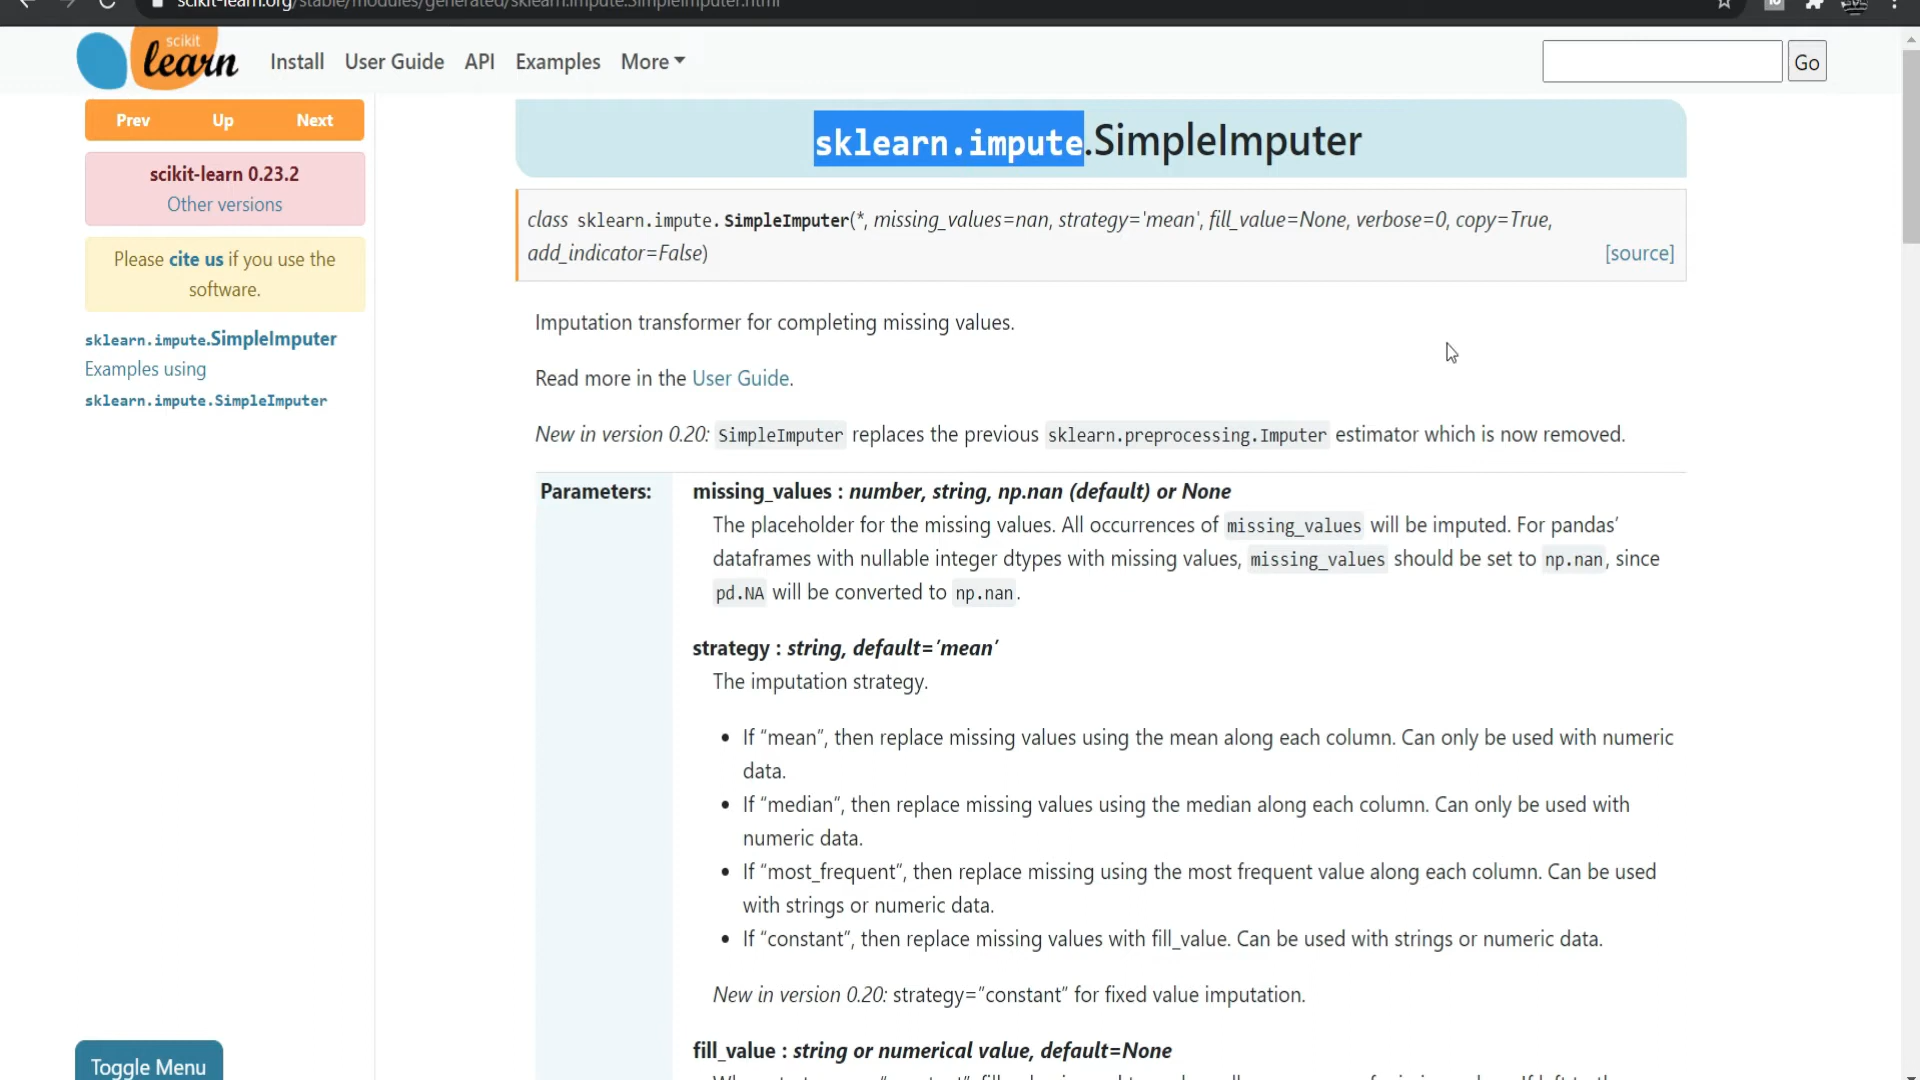 scikit-learn.org/stable/modules/generated/sklearn.impute.SimpleImputer.html
scikit
learn
Install User Guide API Examples More
Go
Prev Up Next
scikit-learn 0.23.2
Other versions
Please cite us if you use the
software.
sklearn.impute.SimpleImputer
Examples using
sklearn.impute.SimpleImputer
Toggle Menu
sklearn.impute.SimpleImputer
class sklearn.impute.SimpleImputer(*, missing_values=nan, strategy='mean', fill_value=None, verbose=0, copy=True,
add_indicator=False) [source]
Imputation transformer for completing missing values.
Read more in the User Guide.
New in version 0.20: SimpleImputer replaces the previous sklearn.preprocessing.Imputer estimator which is now removed.
Parameters:
missing_values : number, string, np.nan (default) or None
The placeholder for the missing values. All occurrences of missing_values will be imputed. For pandas’
dataframes with nullable integer dtypes with missing values, missing_values should be set to np.nan, since
pd.NA will be converted to np.nan.
strategy : string, default=’mean’
The imputation strategy.
• If “mean”, then replace missing values using the mean along each column. Can only be used with numeric
data.
• If “median”, then replace missing values using the median along each column. Can only be used with
numeric data.
• If “most_frequent”, then replace missing using the most frequent value along each column. Can be used
with strings or numeric data.
• If “constant”, then replace missing values with fill_value. Can be used with strings or numeric data.
New in version 0.20: strategy=”constant” for fixed value imputation.
fill_value : string or numerical value, default=None